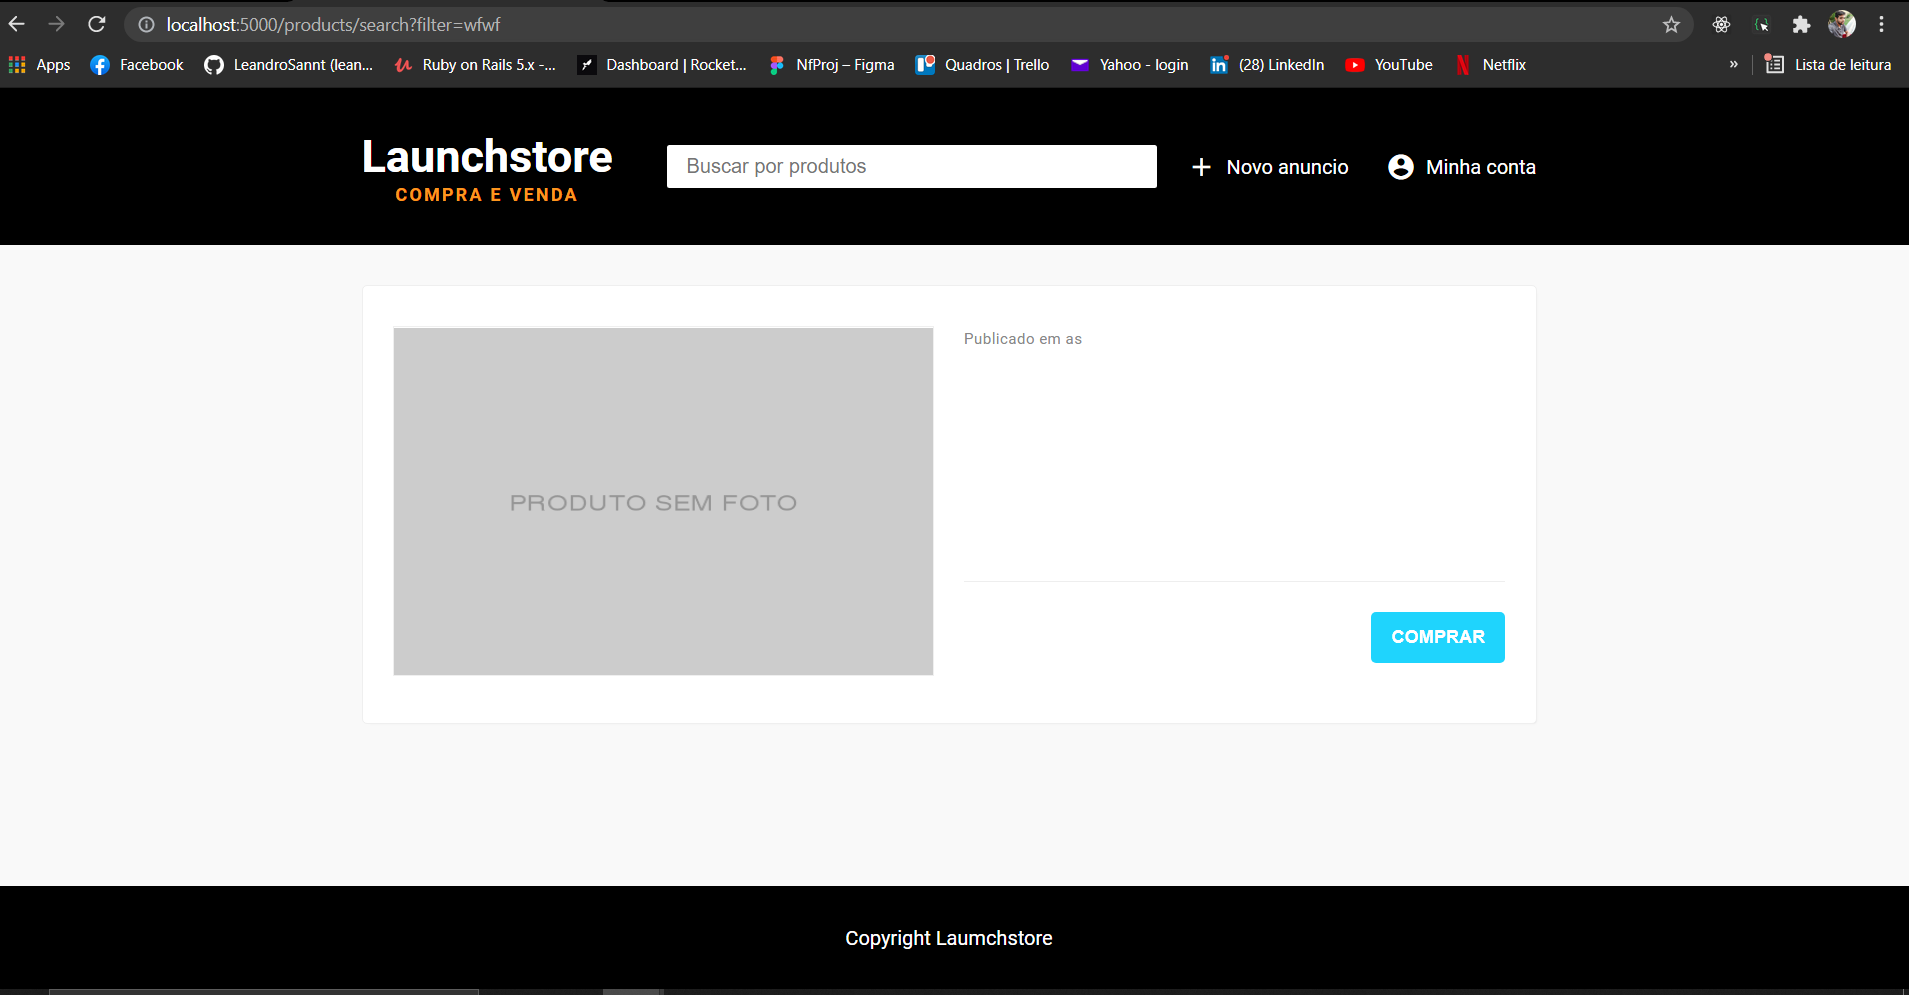 localhost:5000/products/search?filter=wfwf
Apps Facebook LeandroSannt (lean... Ruby on Rails 5.x -... Dashboard | Rocket... NfProj – Figma Quadros | Trello Yahoo - login (28) LinkedIn YouTube Netflix » Lista de leitura
Launchstore
COMPRA E VENDA
Buscar por produtos
Novo anuncio
Minha conta
PRODUTO SEM FOTO
Publicado em as
COMPRAR
Copyright Laumchstore